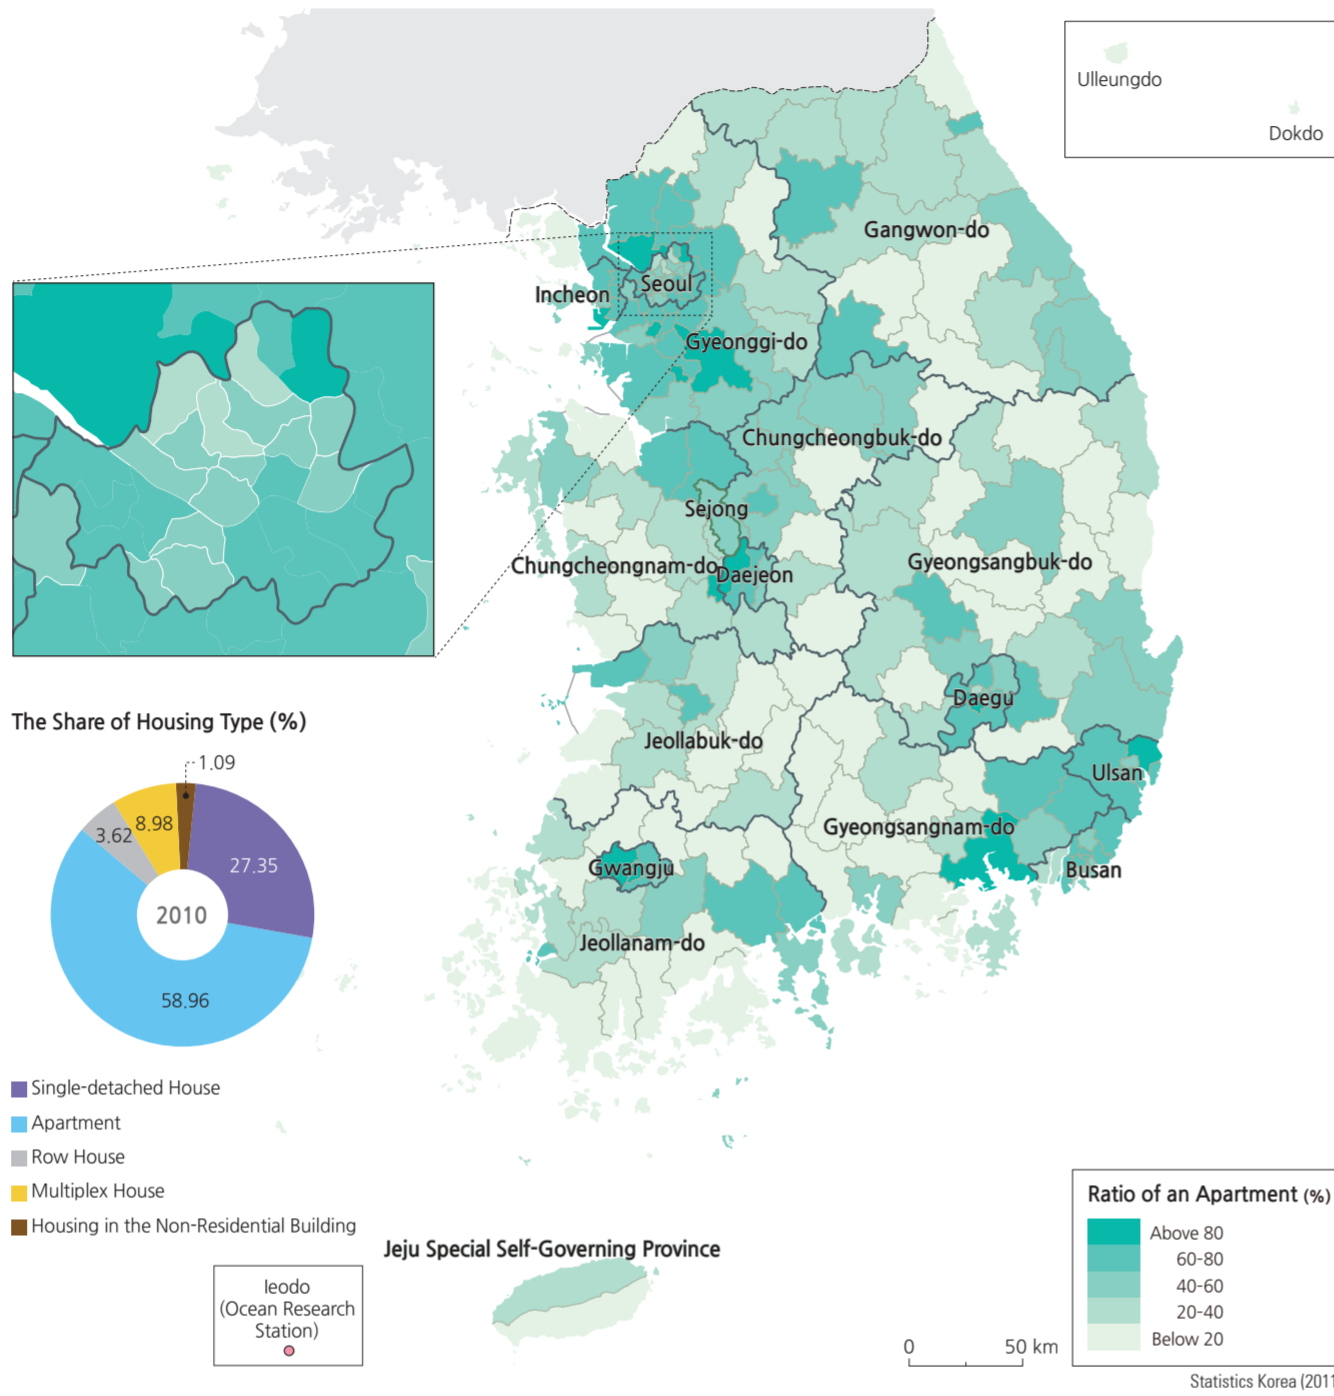 Ulleungdo
Dokdo
Gangwon-do
Seoul
Incheon
Gyeonggi-do
Chungcheongbuk-do
Sejong
Chungcheongnam-do
Daejeon
Gyeongsangbuk-do
Daegu
Jeollabuk-do
Ulsan
Gyeongsangnam-do
Busan
Gwangju
Jeollanam-do
The Share of Housing Type (%)
1.09
8.98
3.62
27.35
2010
58.96
Single-detached House
Apartment
Row House
Multiplex House
Housing in the Non-Residential Building
Jeju Special Self-Governing Province
Ieodo
(Ocean Research
Station)
0 50 km
Ratio of an Apartment (%)
Above 80
60-80
40-60
20-40
Below 20
Statistics Korea (2011